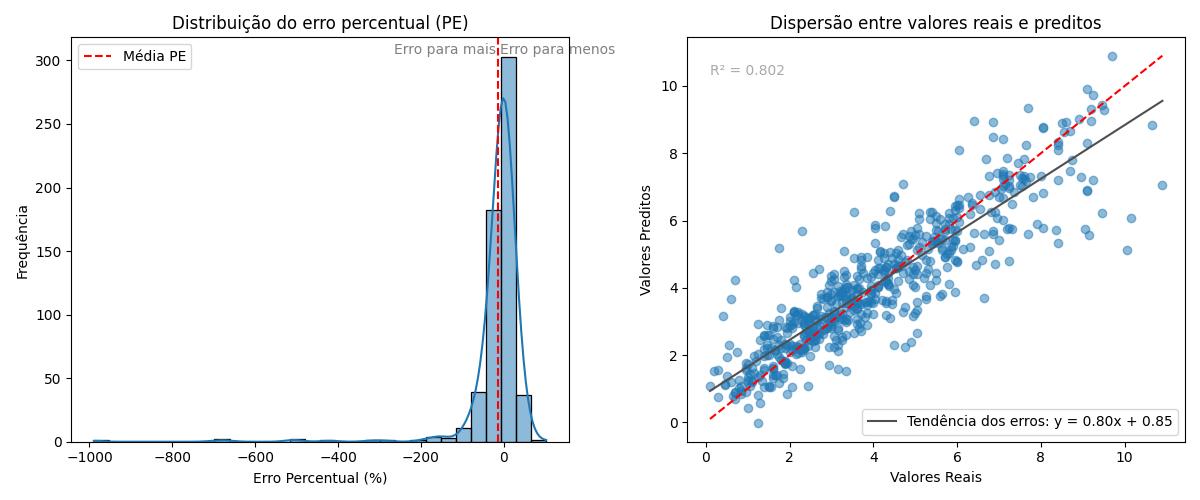 Distribuição do erro percentual (PE)
Erro para mais Erro para menos
Média PE
Frequência
300
250
200
150
100
50
0
−1000
−800
−600
−400
−200
0
Erro Percentual (%)
Dispersão entre valores reais e preditos
R² = 0.802
Valores Preditos
10
8
6
4
2
0
Tendência dos erros: y = 0.80x + 0.85
0
2
4
6
8
10
Valores Reais